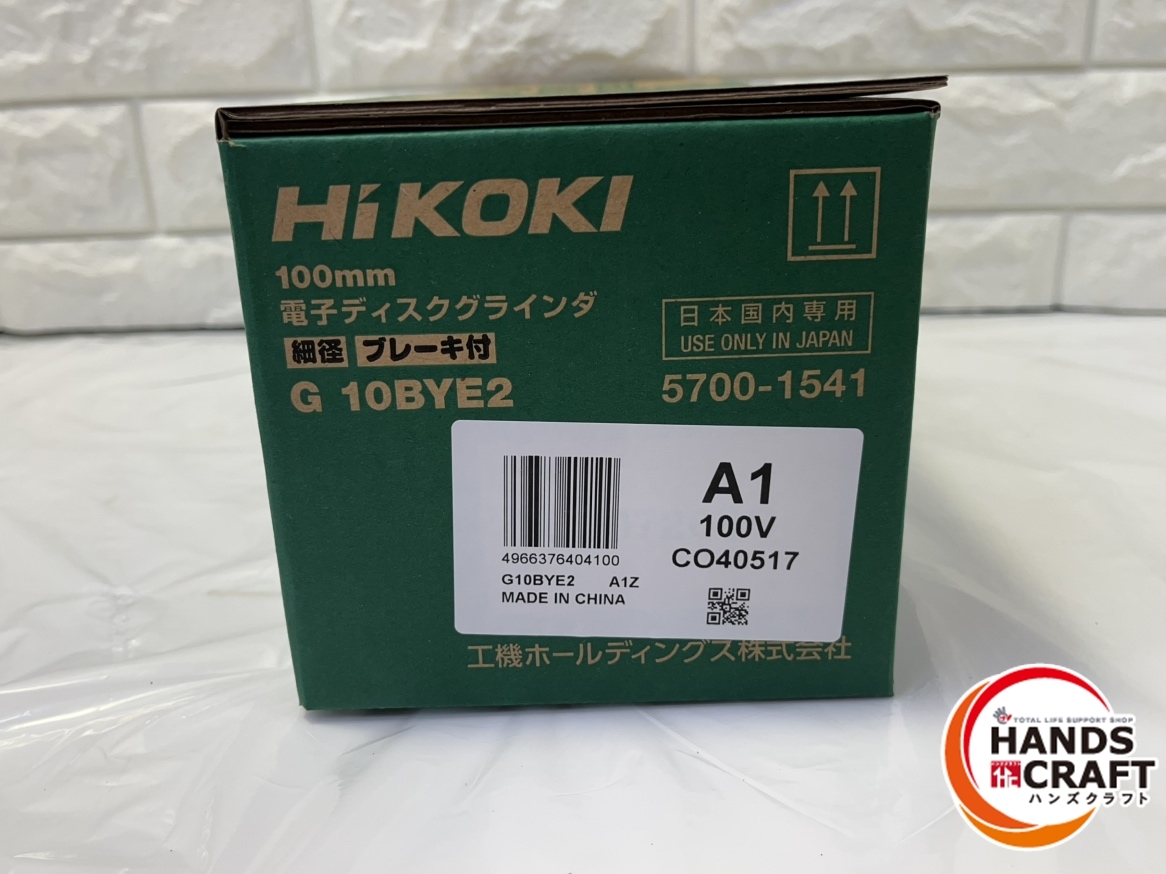 HiKOKI
100mm
電子ディスクグラインダ
細径 ブレーキ付
G 10BYE2
日本国内専用
USE ONLY IN JAPAN
5700-1541
A1
100V
CO40517
4966376404100
G10BYE2 A1Z
MADE IN CHINA
工機ホールディングス株式会社
TOTAL LIFE SUPPORT SHOP
HANDS
CRAFT
ハンズクラフト